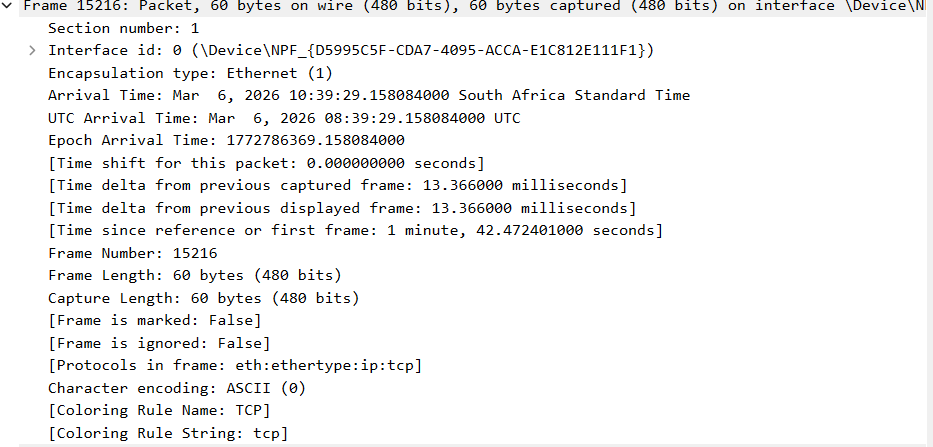 Frame 15216: Packet, 60 bytes on wire (480 bits), 60 bytes captured (480 bits) on interface \Device\N
Section number: 1
Interface id: 0 (\Device\NPF_{D5995C5F-CDA7-4095-ACCA-E1C812E111F1})
Encapsulation type: Ethernet (1)
Arrival Time: Mar  6, 2026 10:39:29.158084000 South Africa Standard Time
UTC Arrival Time: Mar  6, 2026 08:39:29.158084000 UTC
Epoch Arrival Time: 1772786369.158084000
[Time shift for this packet: 0.000000000 seconds]
[Time delta from previous captured frame: 13.366000 milliseconds]
[Time delta from previous displayed frame: 13.366000 milliseconds]
[Time since reference or first frame: 1 minute, 42.472401000 seconds]
Frame Number: 15216
Frame Length: 60 bytes (480 bits)
Capture Length: 60 bytes (480 bits)
[Frame is marked: False]
[Frame is ignored: False]
[Protocols in frame: eth:ethertype:ip:tcp]
Character encoding: ASCII (0)
[Coloring Rule Name: TCP]
[Coloring Rule String: tcp]